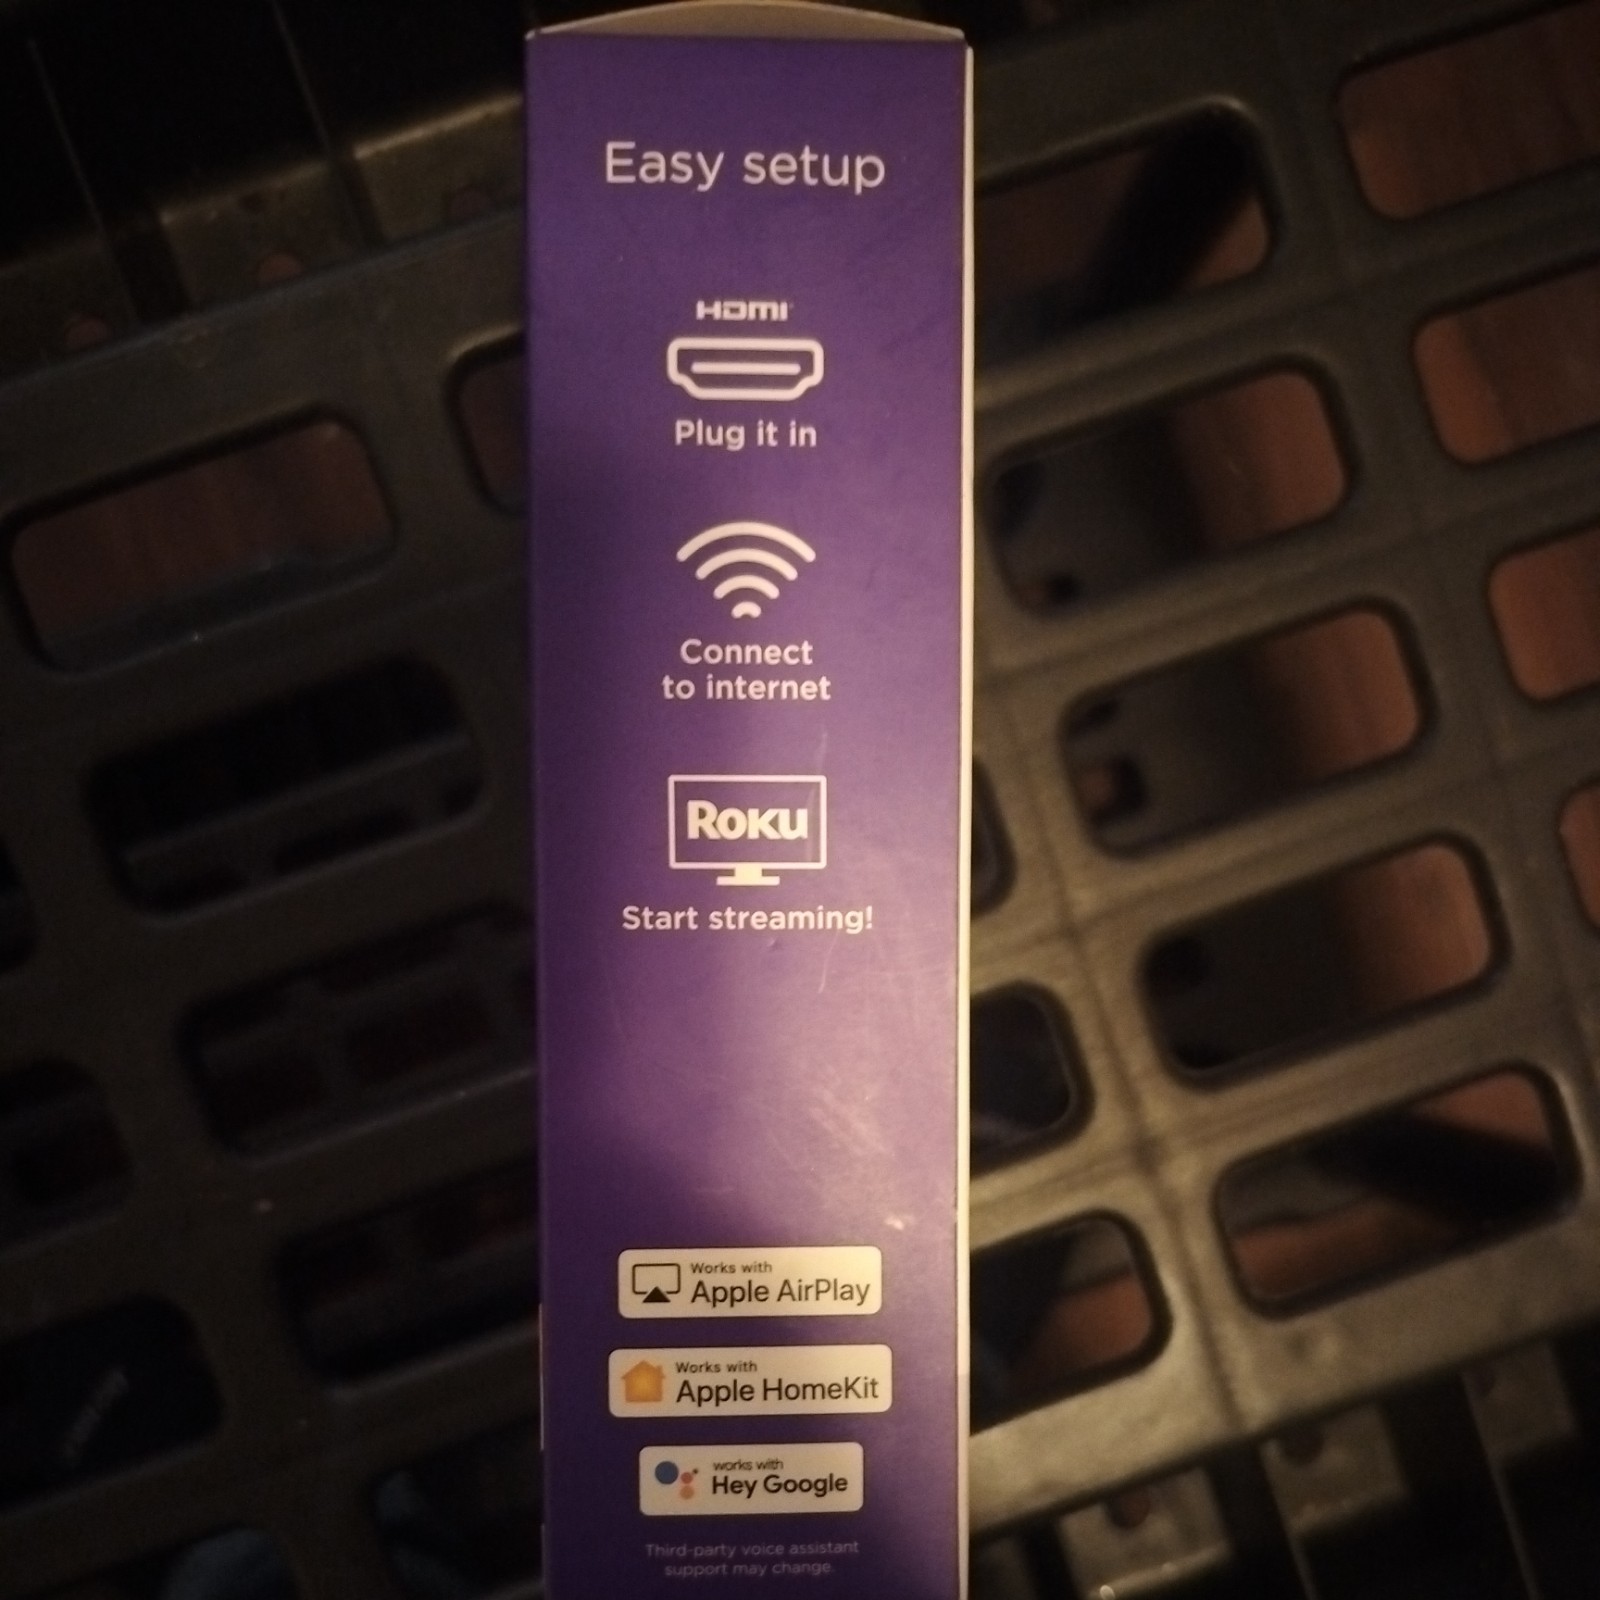 Easy setup
HDMI
Plug it in
Connect
to internet
Roku
Start streaming!
Works with
Apple AirPlay
Works with
Apple HomeKit
works with
Hey Google
Third-party voice assistant
support may change.